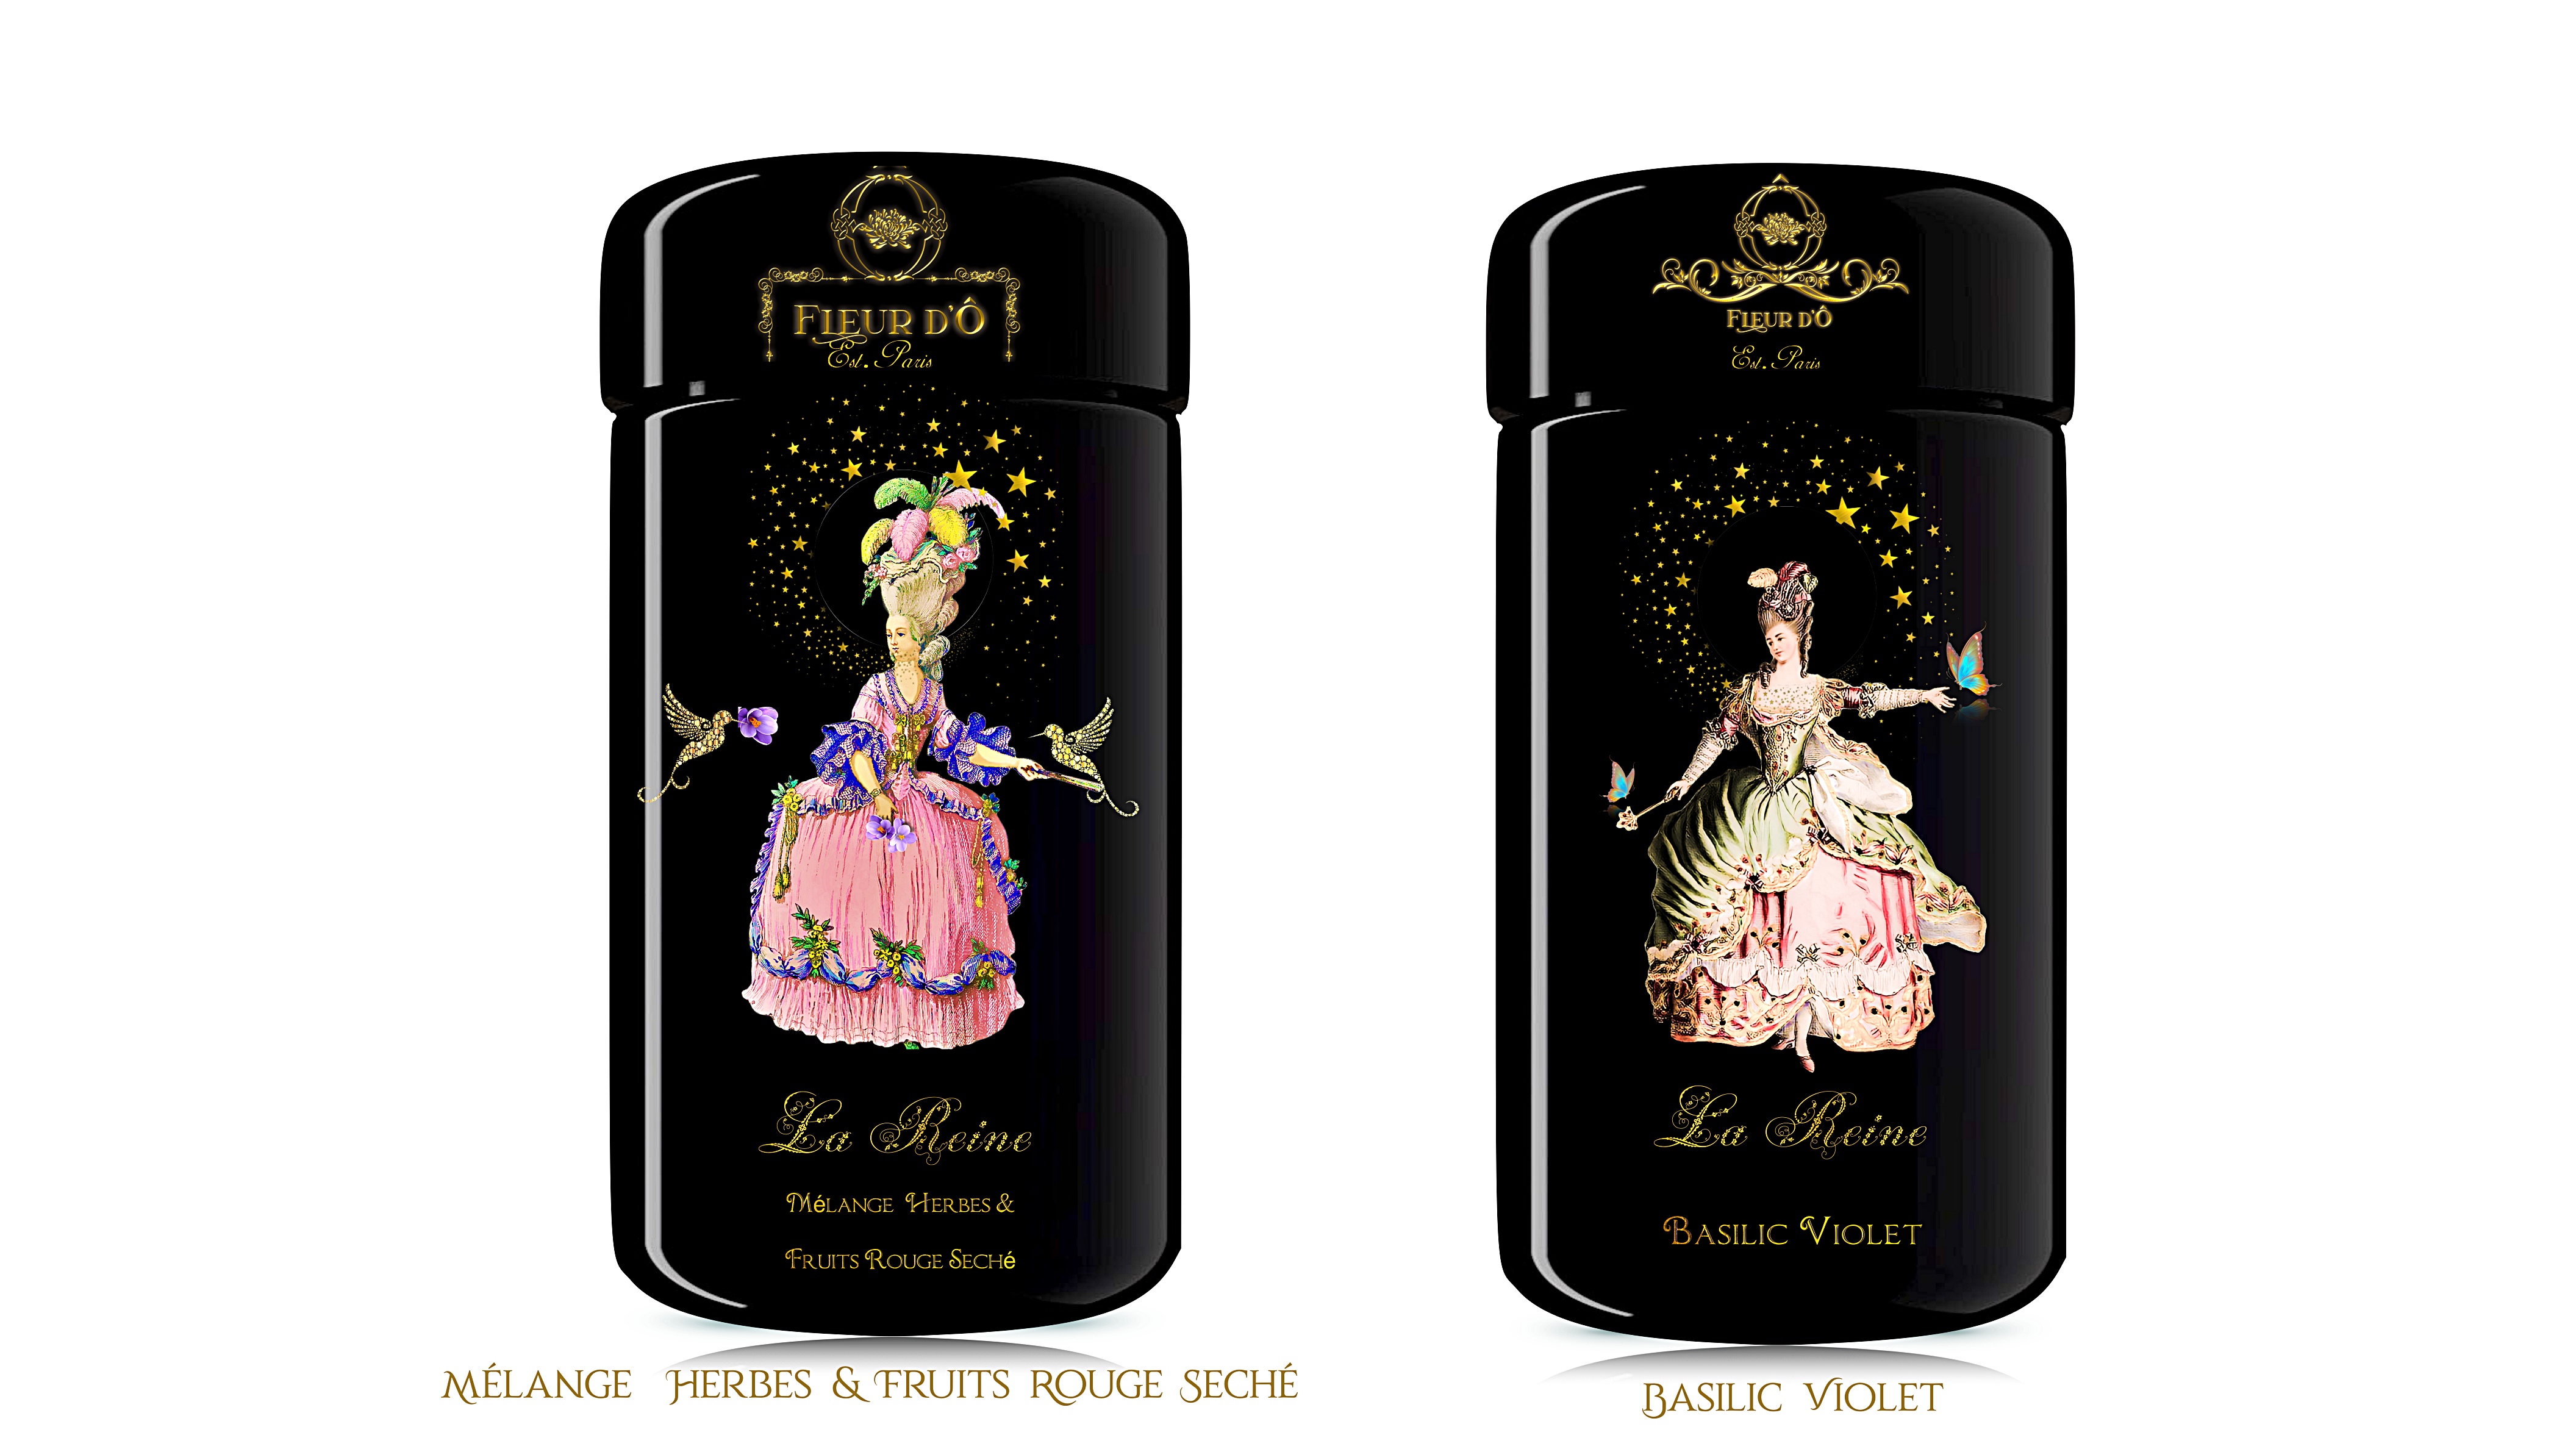 FLEUR D'Ô
Est. Paris
La Reine
Mélange Herbes &
Fruits Rouge Seché
MÉLANGE HERBES & FRUITS ROUGE SECHÉ
FLEUR D'Ô
Est. Paris
La Reine
BASILIC VIOLET
BASILIC VIOLET